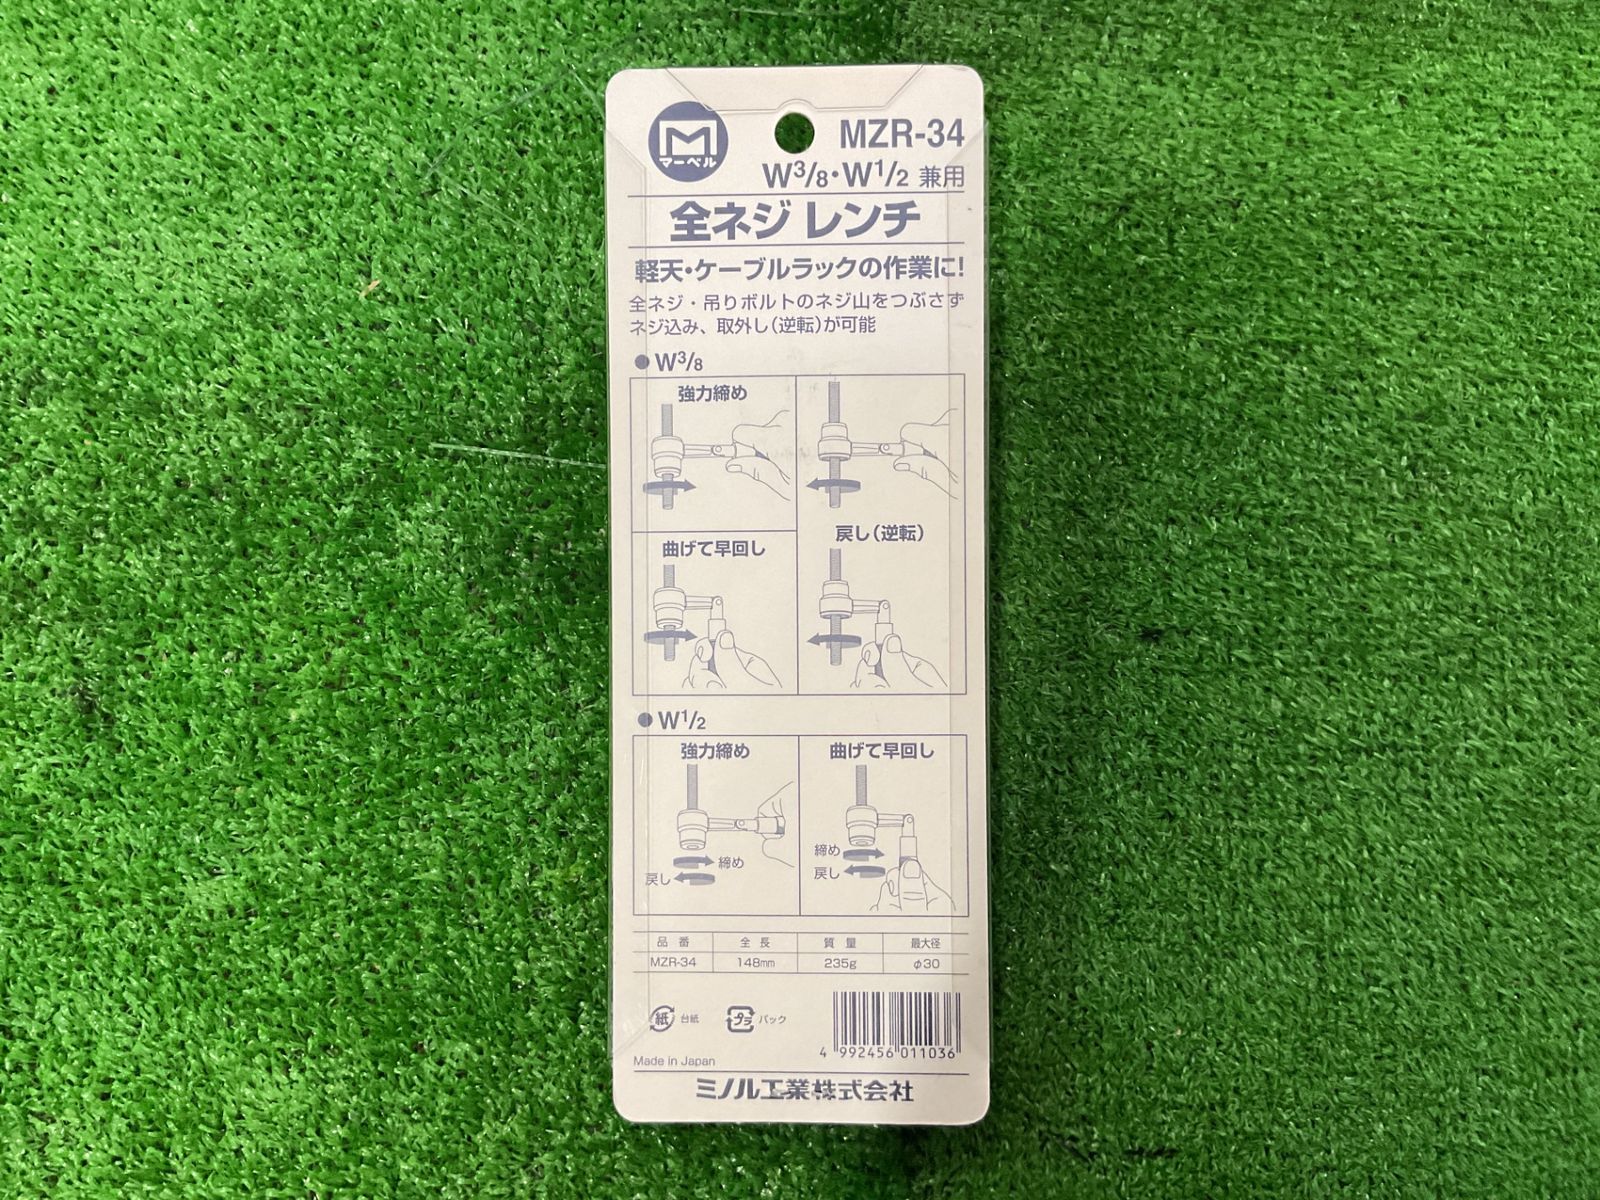 M
マーベル
MZR-34
W3/8・W1/2 兼用
全ネジ レンチ
軽天・ケーブルラックの作業に!
全ネジ・吊りボルトのネジ山をつぶさず
ネジ込み、取外し(逆転)が可能
● W3/8
強力締め
曲げて早回し
戻し(逆転)
● W1/2
強力締め
締め
戻し
曲げて早回し
締め
戻し
品番 全長 質量 最大径
MZR-34 148mm 235g φ30
紙 台紙 プラ パック
4 992456 011036
Made in Japan
ミノル工業株式会社